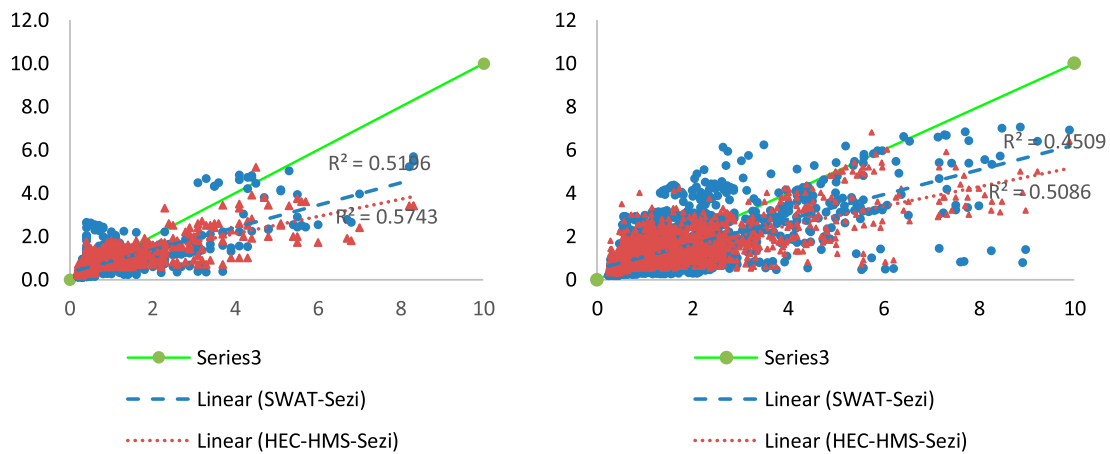 12.0
10.0
8.0
6.0
4.0
2.0
0.0
0 2 4 6 8 10
R² = 0.5196
R² = 0.5743
Series3
Linear (SWAT-Sezi)
Linear (HEC-HMS-Sezi)
12
10
8
6
4
2
0
0 2 4 6 8 10
R² = 0.4509
R² = 0.5086
Series3
Linear (SWAT-Sezi)
Linear (HEC-HMS-Sezi)